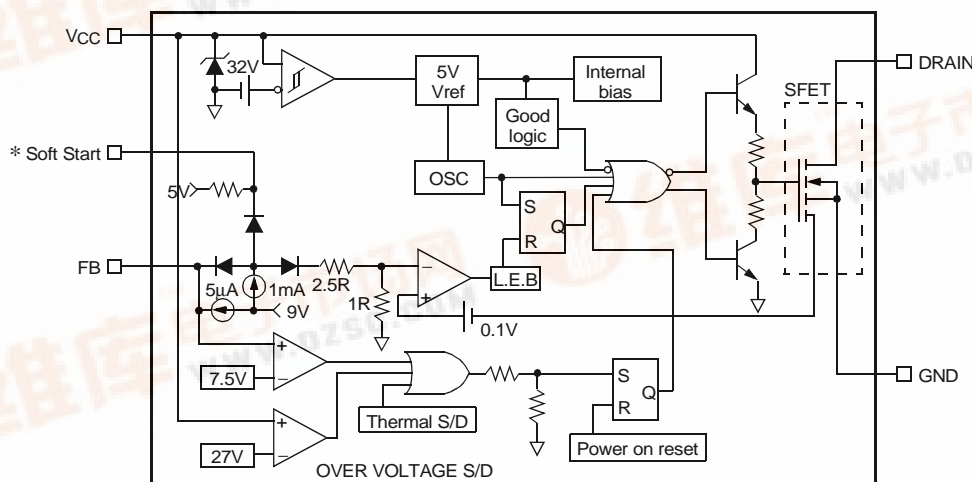 VCC
DRAIN
32V
5V
Vref
Internal
bias
SFET
Good
logic
* Soft Start
OSC
5V
S
Q
R
FB
5µA
1mA
2.5R
−
+
L.E.B
9V
1R
0.1V
+
−
7.5V
S
Q
R
GND
Thermal S/D
+
−
27V
Power on reset
OVER VOLTAGE S/D